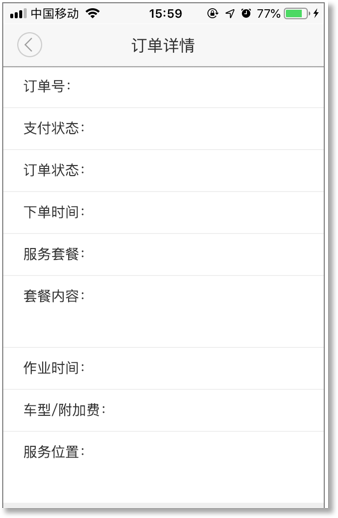 中国移动 15:59 77%
订单详情
订单号：
支付状态：
订单状态：
下单时间：
服务套餐：
套餐内容：
作业时间：
车型/附加费：
服务位置：